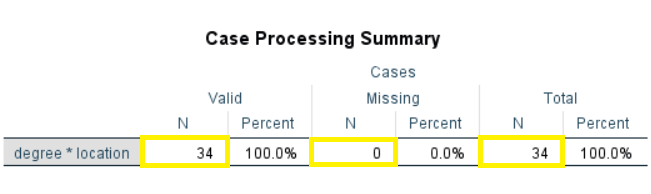 Case Processing Summary
Cases
Valid Missing Total
N Percent N Percent N Percent
degree * location 34 100.0% 0 0.0% 34 100.0%